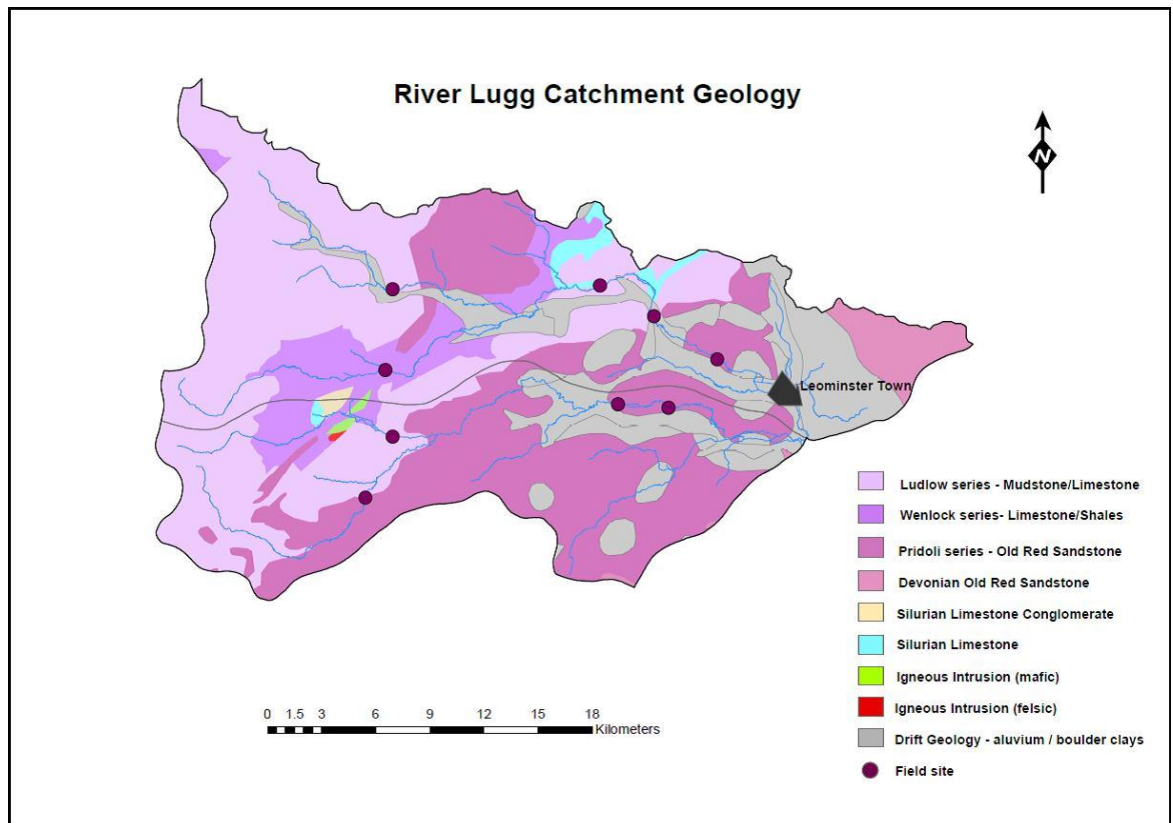 River Lugg Catchment Geology
N
Leominster Town
Ludlow series - Mudstone/Limestone
Wenlock series- Limestone/Shales
Pridoli series - Old Red Sandstone
Devonian Old Red Sandstone
Silurian Limestone Conglomerate
Silurian Limestone
Igneous Intrusion (mafic)
Igneous Intrusion (felsic)
Drift Geology - aluvium / boulder clays
Field site
0 1.5 3 6 9 12 15 18
Kilometers